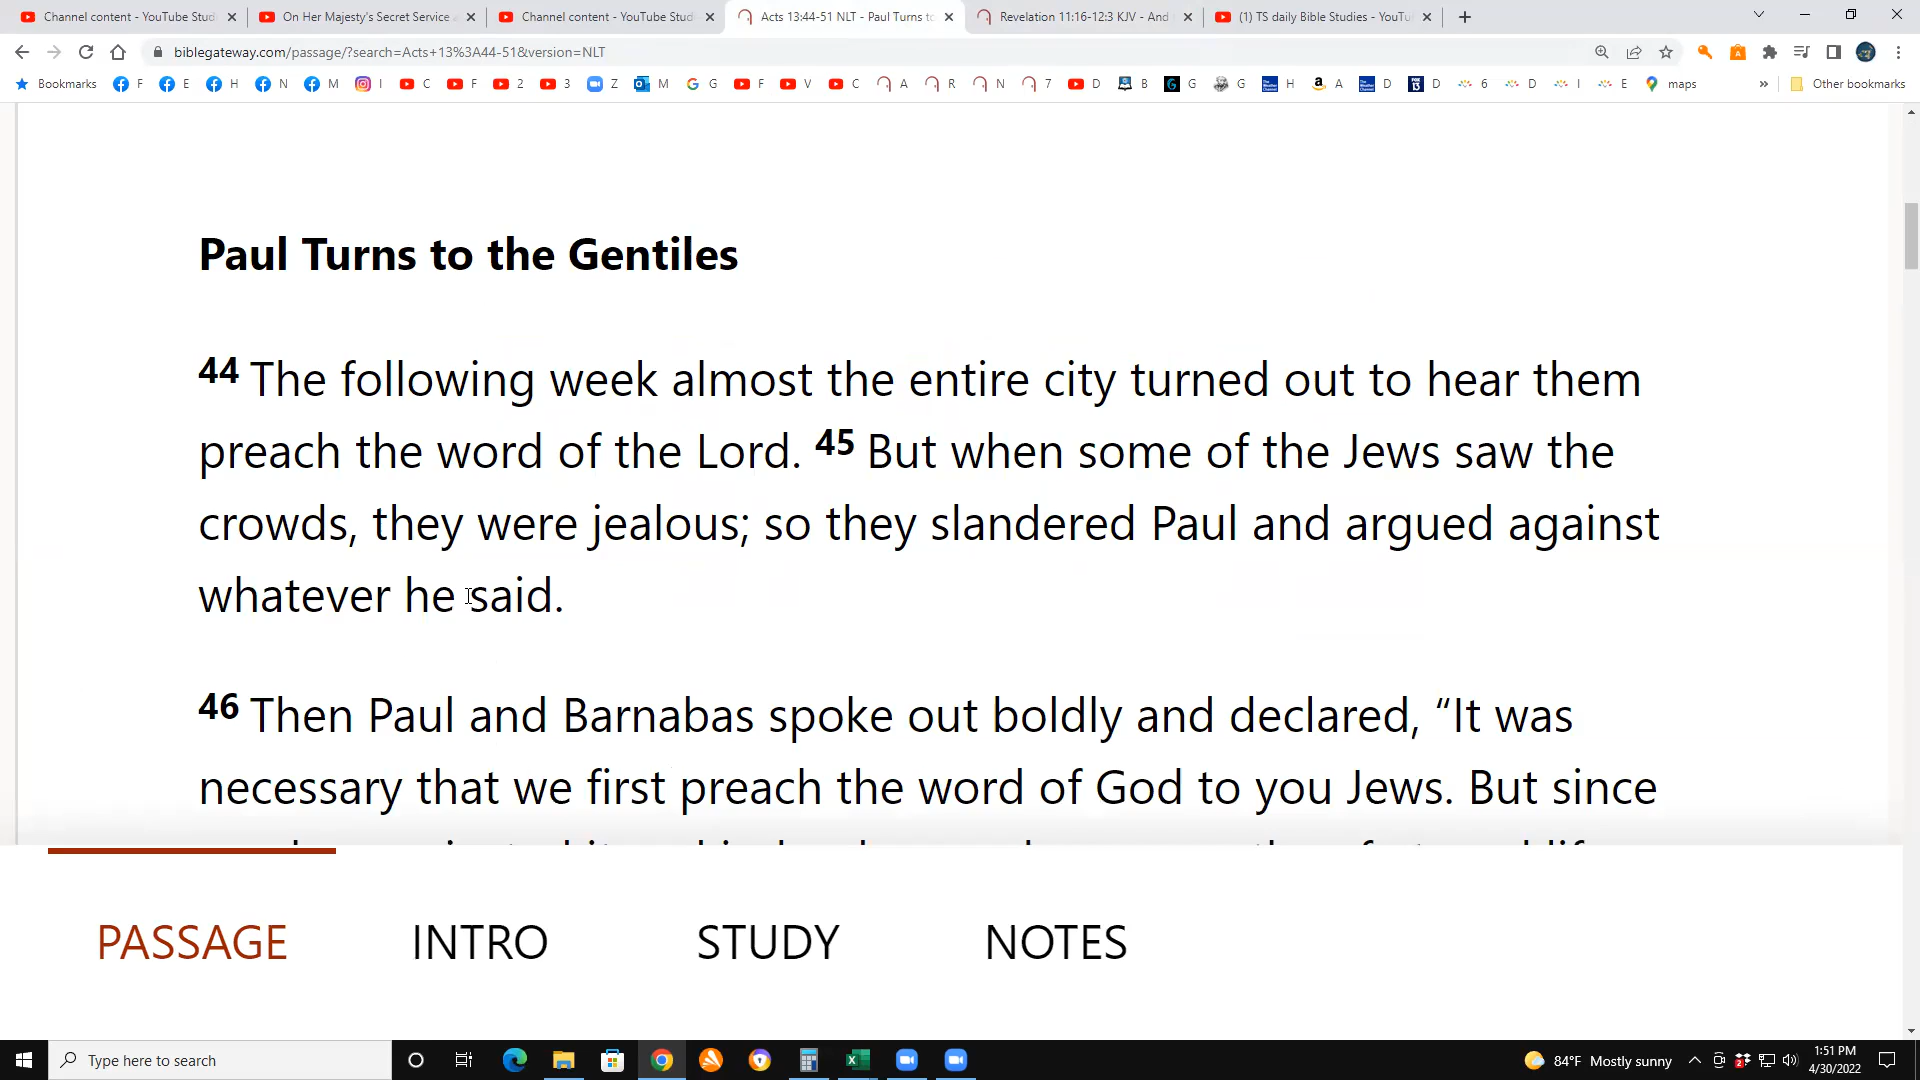 Channel content - YouTube Stud
On Her Majesty's Secret Service
Channel content - YouTube Stud
Acts 13:44-51 NLT - Paul Turns to
Revelation 11:16-12:3 KJV - And
(1) TS daily Bible Studies - YouTu
biblegateway.com/passage/?search=Acts+13%3A44-51&version=NLT
Bookmarks F E H N M I C F 2 3 Z M G F V C A R N 7 D B G G H A D D 6 D I E maps » Other bookmarks
Paul Turns to the Gentiles
44 The following week almost the entire city turned out to hear them
preach the word of the Lord. 45 But when some of the Jews saw the
crowds, they were jealous; so they slandered Paul and argued against
whatever he said.
46 Then Paul and Barnabas spoke out boldly and declared, “It was
necessary that we first preach the word of God to you Jews. But since
PASSAGE INTRO STUDY NOTES
Type here to search
84°F Mostly sunny
1:51 PM
4/30/2022